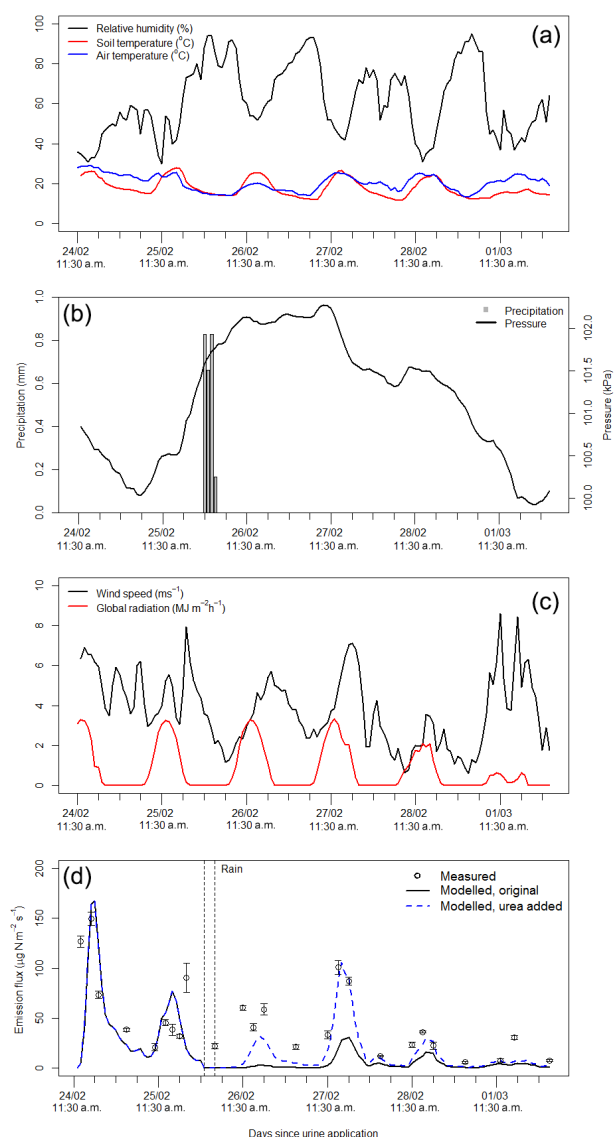 (a)
Relative humidity (%)
Soil temperature (°C)
Air temperature (°C)
100
80
60
40
20
0
24/02 25/02 26/02 27/02 28/02 01/03
11:30 a.m. 11:30 a.m. 11:30 a.m. 11:30 a.m. 11:30 a.m. 11:30 a.m.
(b)
Precipitation
Pressure
Precipitation (mm)
1.0
0.8
0.6
0.4
0.2
0.0
Pressure (kPa)
102.0
101.5
101.0
100.5
100.0
24/02 25/02 26/02 27/02 28/02 01/03
11:30 a.m. 11:30 a.m. 11:30 a.m. 11:30 a.m. 11:30 a.m. 11:30 a.m.
(c)
Wind speed (ms⁻¹)
Global radiation (MJ m⁻²h⁻¹)
10
8
6
4
2
0
24/02 25/02 26/02 27/02 28/02 01/03
11:30 a.m. 11:30 a.m. 11:30 a.m. 11:30 a.m. 11:30 a.m. 11:30 a.m.
(d)
Rain
Measured
Modelled, original
Modelled, urea added
Emission flux (µg N m⁻² s⁻¹)
200
150
100
50
0
24/02 25/02 26/02 27/02 28/02 01/03
11:30 a.m. 11:30 a.m. 11:30 a.m. 11:30 a.m. 11:30 a.m. 11:30 a.m.
Days since urine application